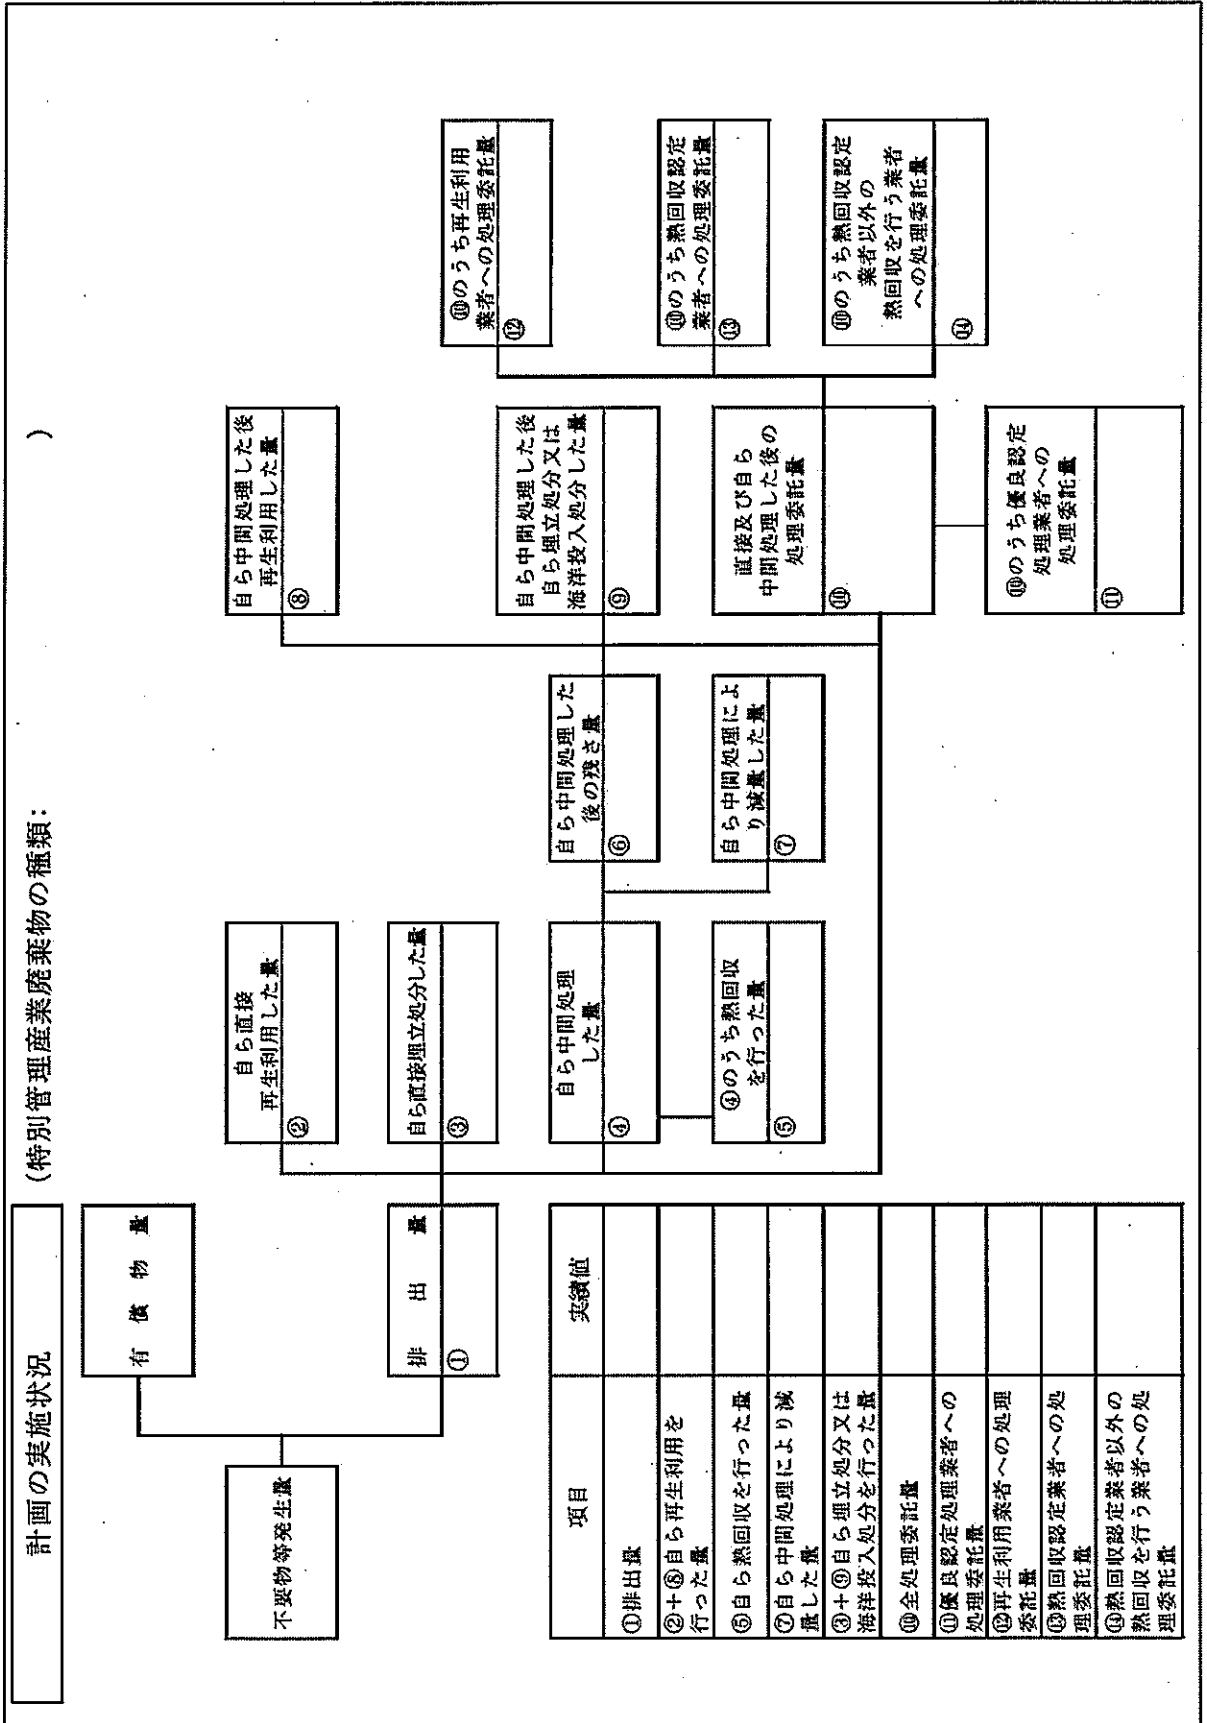 計画の実施状況
(特別管理産業廃棄物の種類:　　　　)
不要物等発生量
有償物量
排出量
①
自ら直接
再生利用した量
②
自ら直接埋立処分した量
③
自ら中間処理
した量
④
④のうち熱回収
を行った量
⑤
自ら中間処理した
後の残さ量
⑥
自ら中間処理によ
り減量した量
⑦
自ら中間処理した後
再生利用した量
⑧
自ら中間処理した後
自ら埋立処分又は
海洋投入処分した量
⑨
直接及び自ら
中間処理した後の
処理委託量
⑩
⑩のうち優良認定
処理業者への
処理委託量
⑪
⑩のうち再生利用
業者への処理委託量
⑫
⑩のうち熱回収認定
業者への処理委託量
⑬
⑩のうち熱回収認定
業者以外の
熱回収を行う業者
への処理委託量
⑭
項目
実績値
①排出量
②+⑧自ら再生利用を
行った量
⑤自ら熱回収を行った量
⑦自ら中間処理により減
量した量
③+⑨自ら埋立処分又は
海洋投入処分を行った量
⑩全処理委託量
⑪優良認定処理業者への
処理委託量
⑫再生利用業者への処理
委託量
⑬熱回収認定業者への処
理委託量
⑭熱回収認定業者以外の
熱回収を行う業者への処
理委託量